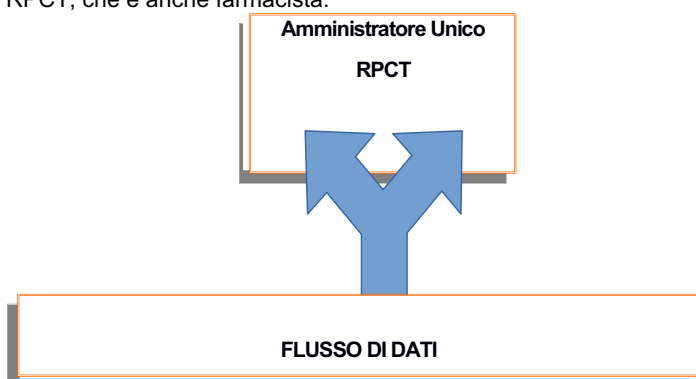 RPCT, che è anche farmacista.
Amministratore Unico
RPCT
FLUSSO DI DATI